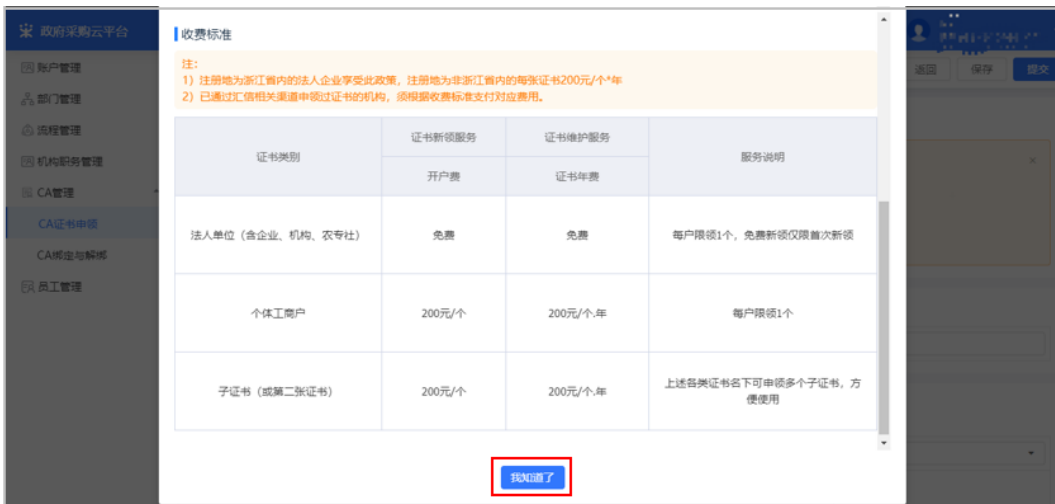 政府采购云平台
账户管理
部门管理
流程管理
机构职务管理
CA管理
CA证书申领
CA绑定与解绑
员工管理
返回
保存
提交
收费标准
注：
1）注册地为浙江省内的法人企业享受此政策，注册地为非浙江省内的每张证书200元/个*年
2）已通过汇信相关渠道申领过证书的机构，须根据收费标准支付对应费用。
证书类别
证书新领服务
证书维护服务
服务说明
开户费
证书年费
法人单位（含企业、机构、农专社）
免费
免费
每户限领1个，免费新领仅限首次新领
个体工商户
200元/个
200元/个.年
每户限领1个
子证书（或第二张证书）
200元/个
200元/个.年
上述各类证书名下可申领多个子证书，方
便使用
我知道了